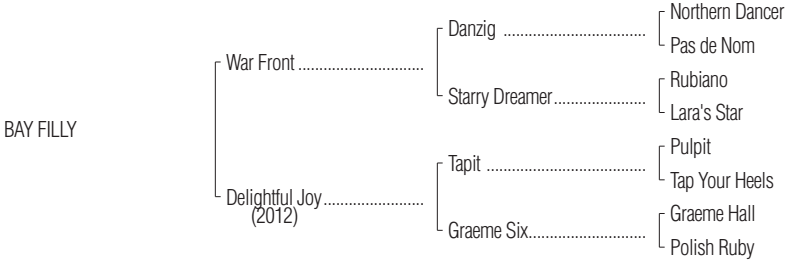 Northern Dancer
Danzig ..................................
Pas de Nom
War Front ..............................
Rubiano
Starry Dreamer......................
Lara's Star
BAY FILLY
Pulpit
Tapit ......................................
Tap Your Heels
Delightful Joy........................
(2012)
Graeme Hall
Graeme Six............................
Polish Ruby